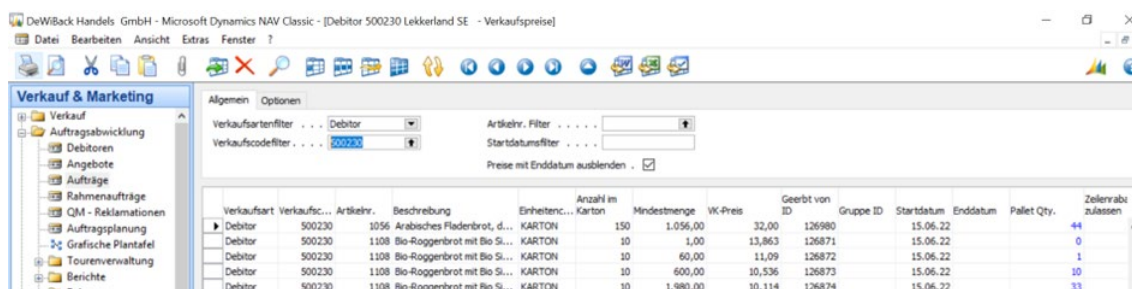 DeWiBack Handels GmbH - Microsoft Dynamics NAV Classic - [Debitor 500230 Lekkerland SE - Verkaufspreise]
Datei Bearbeiten Ansicht Extras Fenster ?
Verkauf & Marketing
Verkauf
Auftragsabwicklung
Debitoren
Angebote
Aufträge
Rahmenaufträge
QM - Reklamationen
Auftragsplanung
Grafische Plantafel
Tourenverwaltung
Berichte
Allgemein Optionen
Verkaufsartenfilter . . . Debitor Artikelnr. Filter . . . . .
Verkaufscodefilter . . . . 500230 Startdatumsfilter . . . .
Preise mit Enddatum ausblenden .
Verkaufsart Verkaufsc... Artikelnr. Beschreibung Einheitenc... Anzahl im Karton Mindestmenge VK-Preis Geerbt von ID Gruppe ID Startdatum Enddatum Pallet Qty. Zeilenraba zulassen
Debitor 500230 1056 Arabisches Fladenbrot, d... KARTON 150 1.056,00 32,00 126980 15.06.22 44
Debitor 500230 1108 Bio-Roggenbrot mit Bio Si... KARTON 10 1,00 13,863 126871 15.06.22 0
Debitor 500230 1108 Bio-Roggenbrot mit Bio Si... KARTON 10 60,00 11,09 126872 15.06.22 1
Debitor 500230 1108 Bio-Roggenbrot mit Bio Si... KARTON 10 600,00 10,536 126873 15.06.22 10
Debitor 500230 1108 Bio-Roggenbrot mit Bio Si... KARTON 10 1.980,00 10,114 126874 15.06.22 33